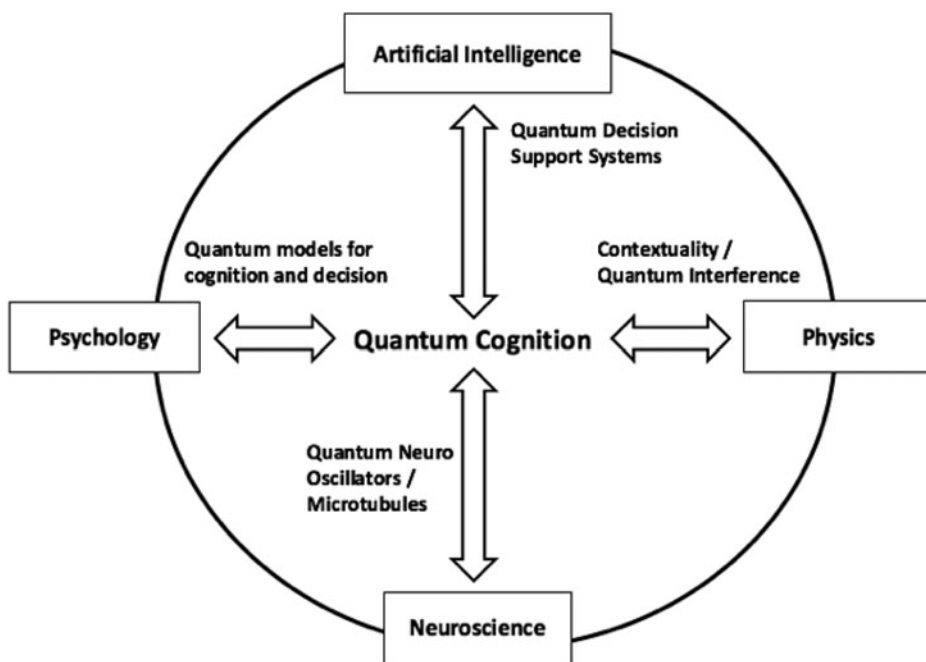 Artificial Intelligence
Quantum Decision
Support Systems
Quantum models for
cognition and decision
Contextuality /
Quantum Interference
Psychology
Quantum Cognition
Physics
Quantum Neuro
Oscillators /
Microtubules
Neuroscience